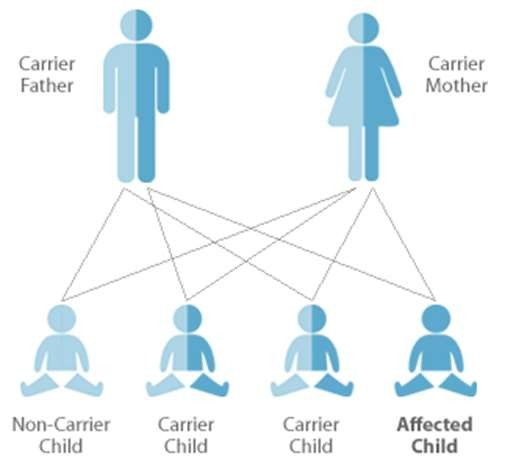 Carrier
Father
Carrier
Mother
Non-Carrier
Child
Carrier
Child
Carrier
Child
Affected
Child